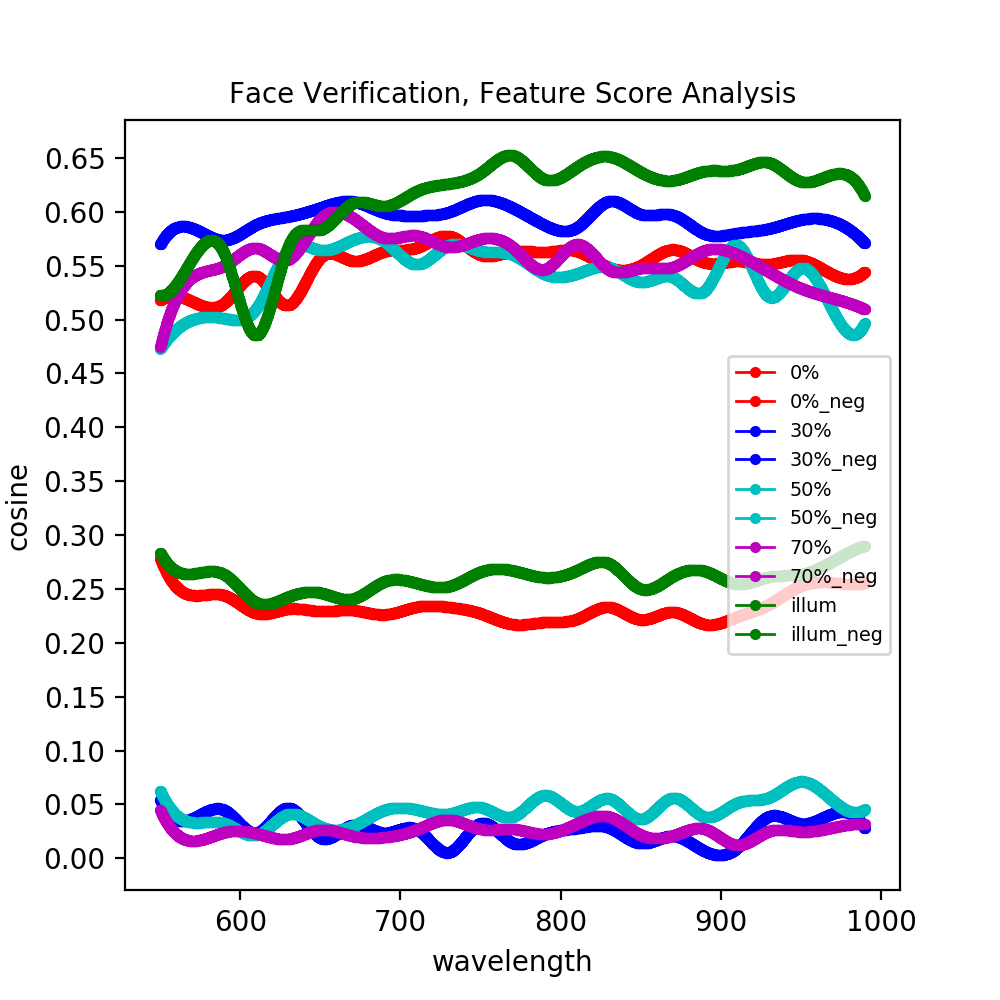 Face Verification, Feature Score Analysis
0.65
0.60
0.55
0.50
0.45
0.40
0.35
0.30
0.25
0.20
0.15
0.10
0.05
0.00
cosine
0%
0%_neg
30%
30%_neg
50%
50%_neg
70%
70%_neg
illum
illum_neg
600 700 800 900 1000
wavelength